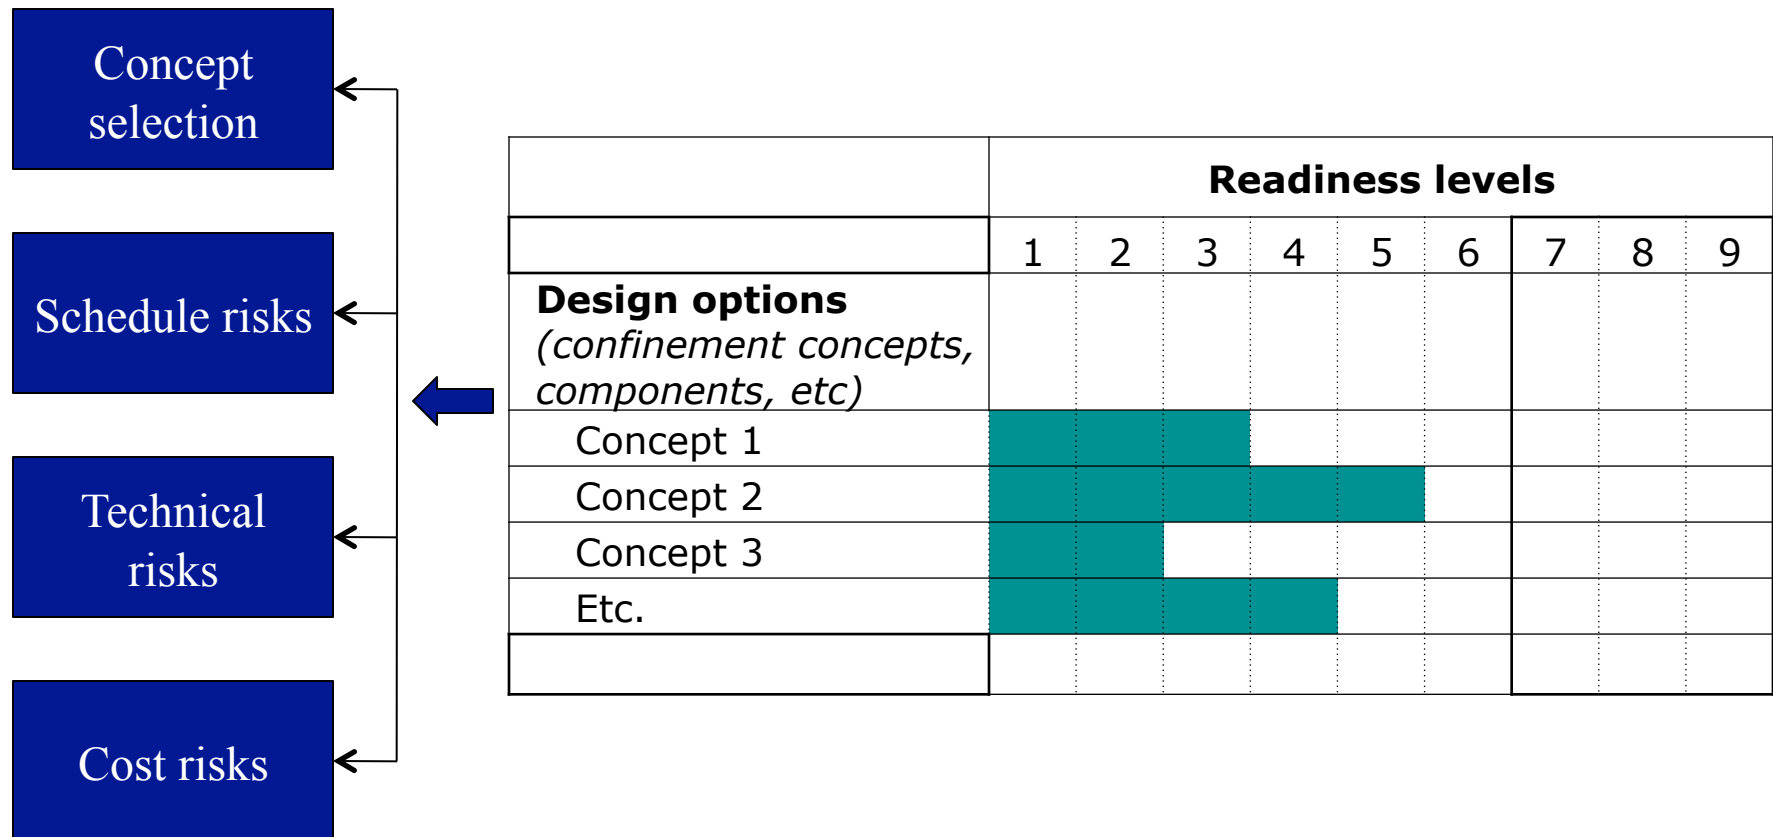 Concept
selection
Schedule risks
Technical
risks
Cost risks
Readiness levels
1 2 3 4 5 6 7 8 9
Design options
(confinement concepts,
components, etc)
Concept 1
Concept 2
Concept 3
Etc.